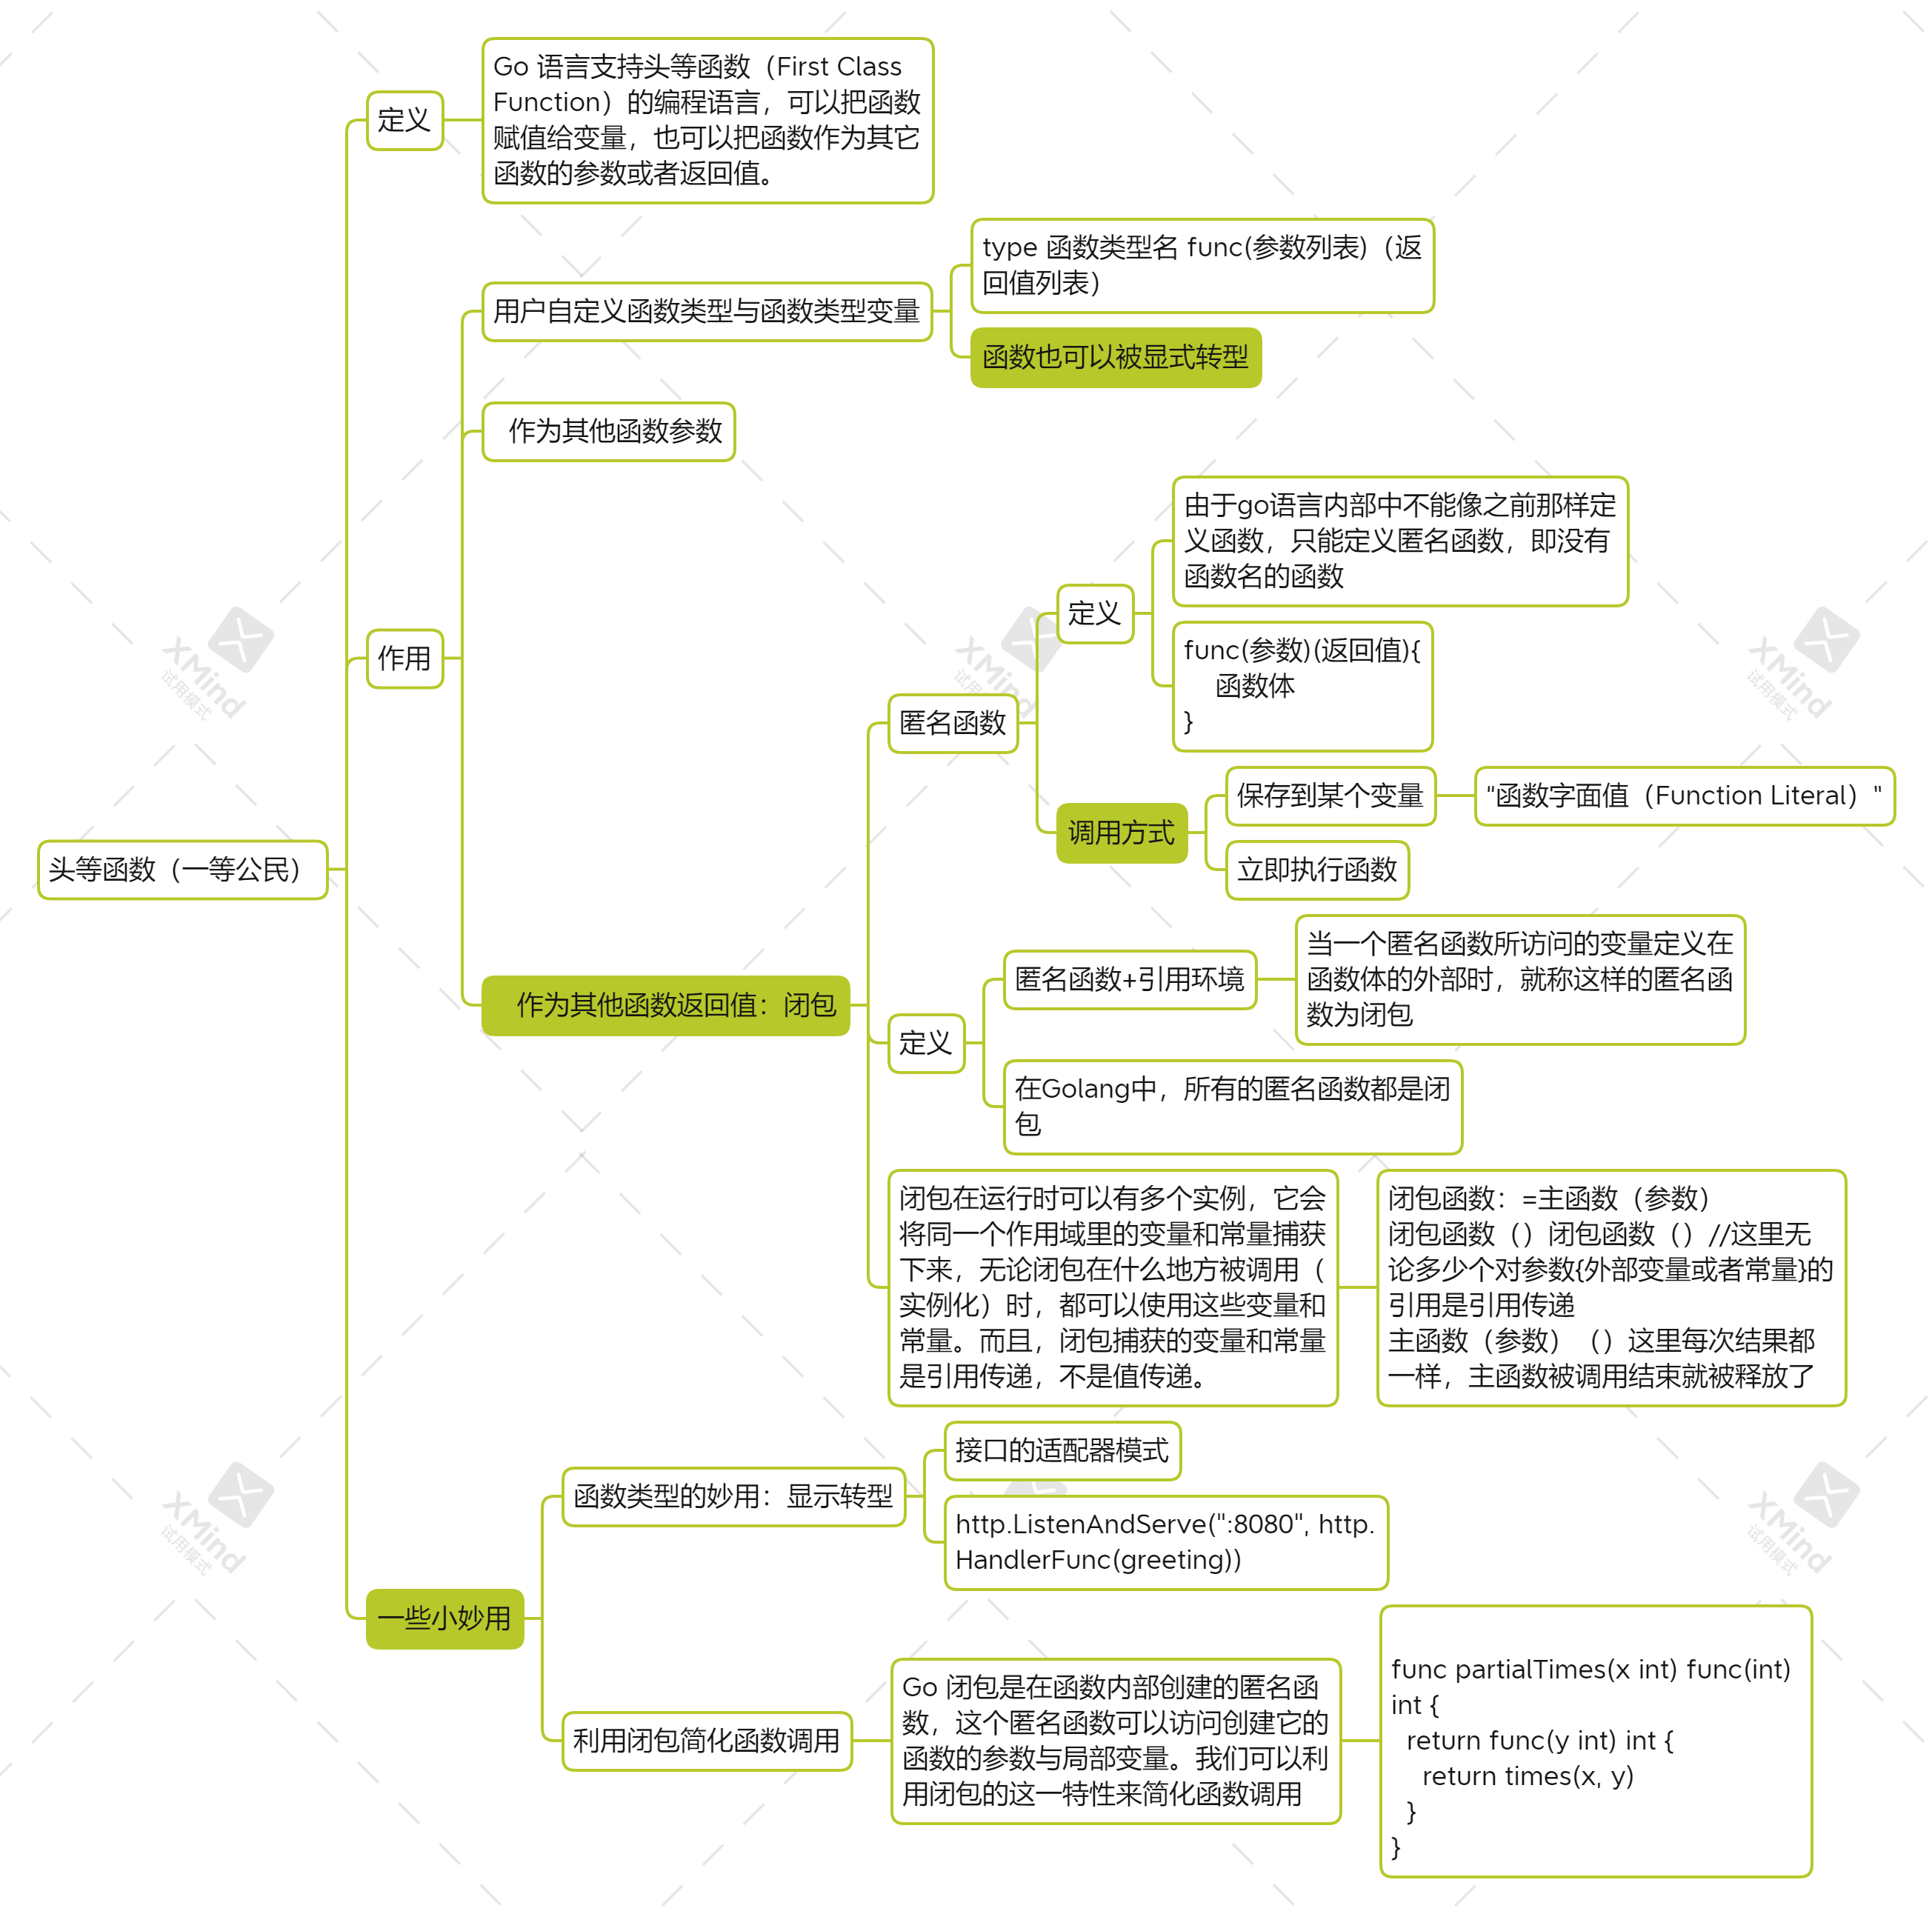 头等函数（一等公民）
定义
Go 语言支持头等函数（First Class
Function）的编程语言，可以把函数
赋值给变量，也可以把函数作为其它
函数的参数或者返回值。
作用
用户自定义函数类型与函数类型变量
type 函数类型名 func(参数列表)（返
回值列表）
函数也可以被显式转型
作为其他函数参数
作为其他函数返回值：闭包
匿名函数
定义
由于go语言内部中不能像之前那样定
义函数，只能定义匿名函数，即没有
函数名的函数
func(参数)(返回值){
函数体
}
调用方式
保存到某个变量
"函数字面值（Function Literal）"
立即执行函数
定义
匿名函数+引用环境
当一个匿名函数所访问的变量定义在
函数体的外部时，就称这样的匿名函
数为闭包
在Golang中，所有的匿名函数都是闭
包
闭包在运行时可以有多个实例，它会
将同一个作用域里的变量和常量捕获
下来，无论闭包在什么地方被调用（
实例化）时，都可以使用这些变量和
常量。而且，闭包捕获的变量和常量
是引用传递，不是值传递。
闭包函数：=主函数（参数）
闭包函数（）闭包函数（）//这里无
论多少个对参数{外部变量或者常量}的
引用是引用传递
主函数（参数）（）这里每次结果都
一样，主函数被调用结束就被释放了
一些小妙用
函数类型的妙用：显示转型
接口的适配器模式
http.ListenAndServe(":8080", http.
HandlerFunc(greeting))
利用闭包简化函数调用
Go 闭包是在函数内部创建的匿名函
数，这个匿名函数可以访问创建它的
函数的参数与局部变量。我们可以利
用闭包的这一特性来简化函数调用
func partialTimes(x int) func(int)
int {
return func(y int) int {
return times(x, y)
}
}
XMind
试用模式
XMind
试用模式
XMind
试用模式
XMind
试用模式
XMind
试用模式